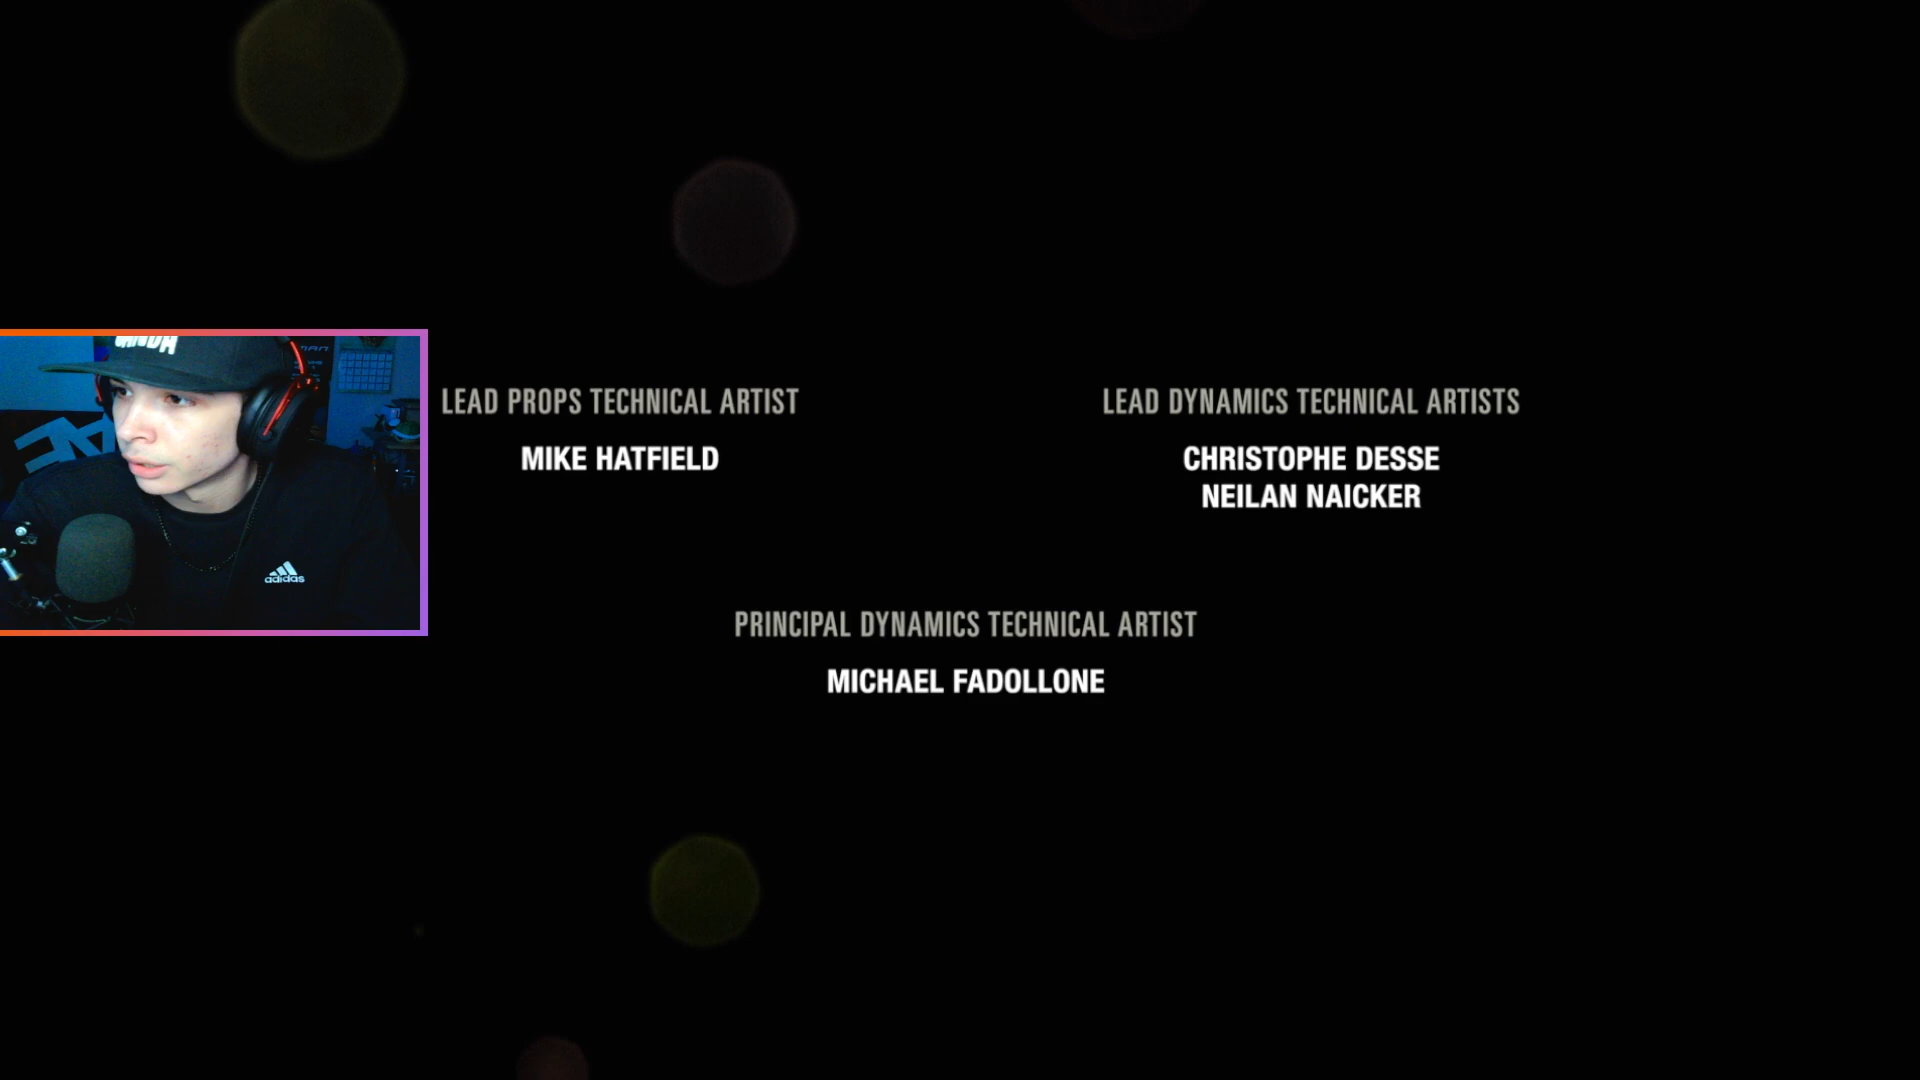 LEAD PROPS TECHNICAL ARTIST
MIKE HATFIELD
LEAD DYNAMICS TECHNICAL ARTISTS
CHRISTOPHE DESSE
NEILAN NAICKER
PRINCIPAL DYNAMICS TECHNICAL ARTIST
MICHAEL FADOLLONE
adidas